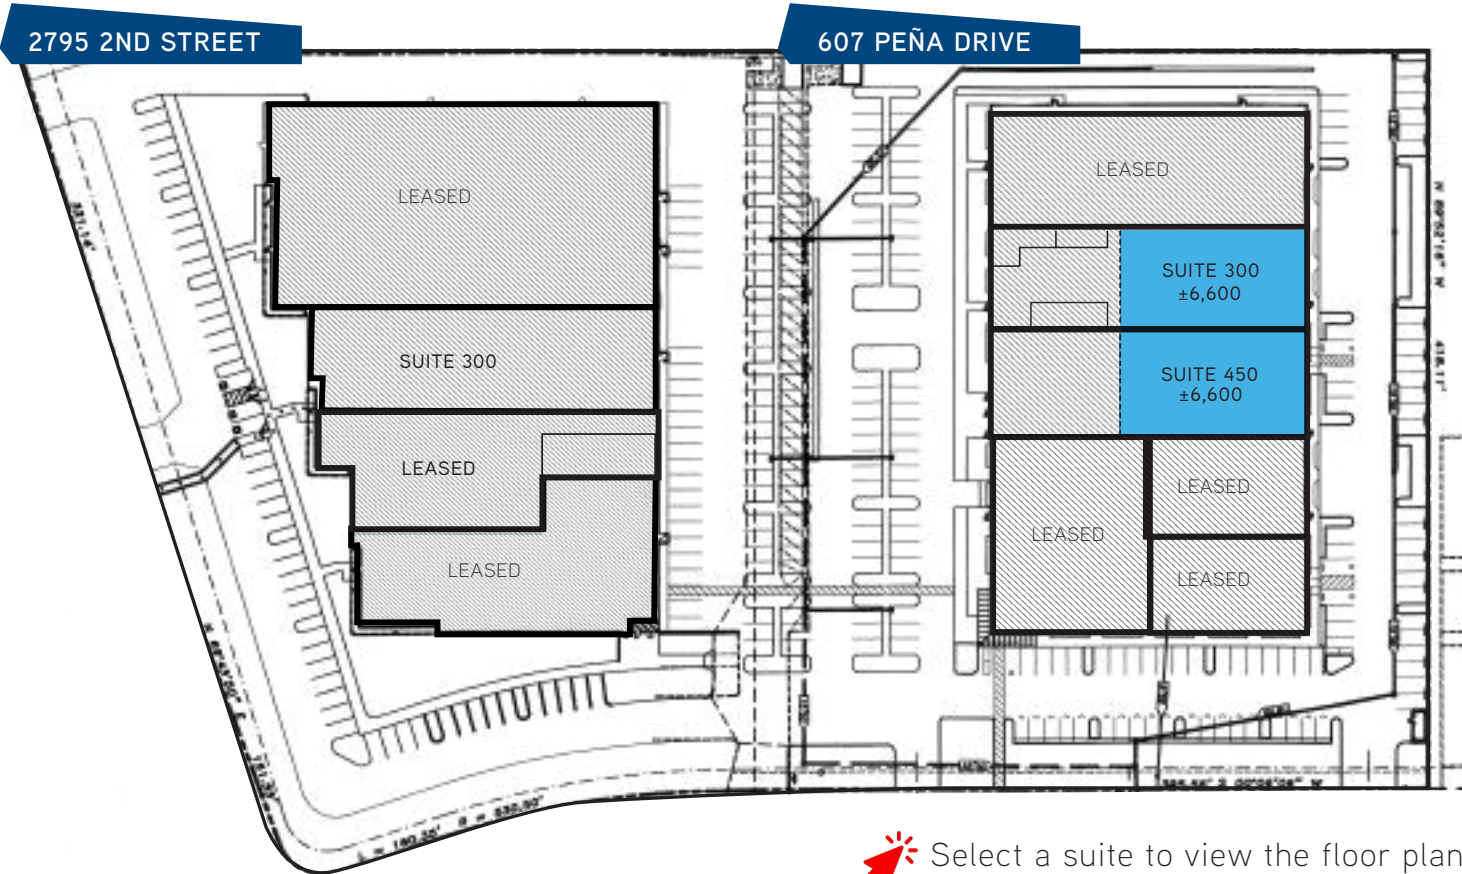 2795 2ND STREET
607 PEÑA DRIVE
LEASED
SUITE 300
LEASED
LEASED
LEASED
SUITE 300
±6,600
SUITE 450
±6,600
LEASED
LEASED
LEASED
Select a suite to view the floor plan